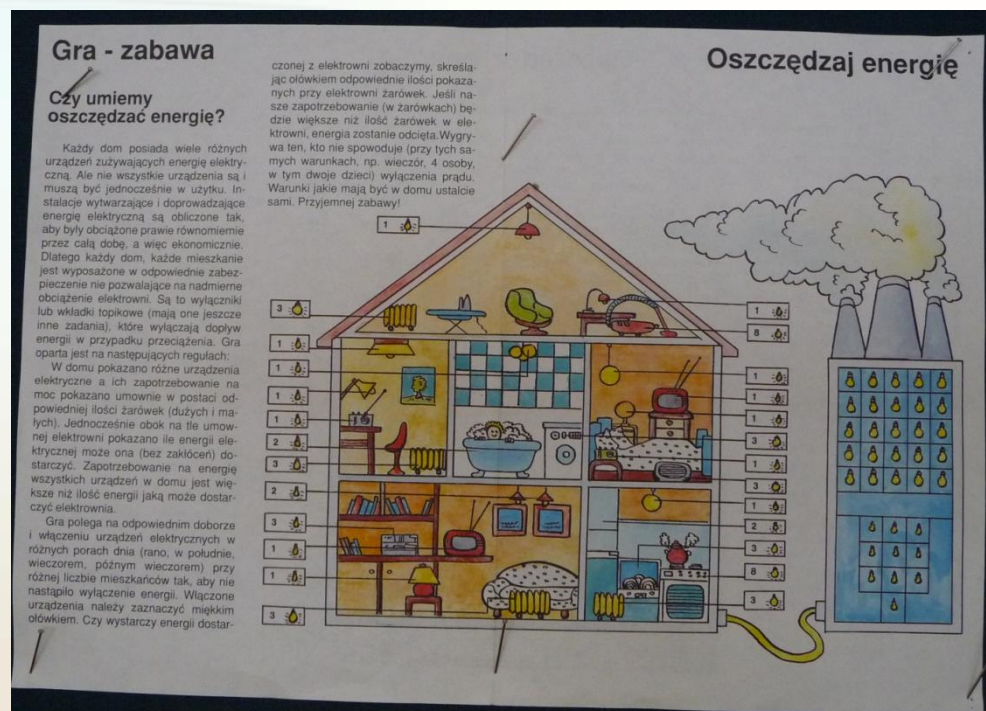 Gra - zabawa
Czy umiemy
oszczędzać energię?
Każdy dom posiada wiele różnych
urządzeń zużywających energię elektry-
czną. Ale nie wszystkie urządzenia są i
muszą być jednocześnie w użytku. In-
stalacje wytwarzające i doprowadzające
energię elektryczną są obliczone tak,
aby były obciążone prawie równomiernie
przez całą dobę, a więc ekonomicznie.
Dlatego każdy dom, każde mieszkanie
jest wyposażone w odpowiednie zabez-
pieczenie nie pozwalające na nadmierne
obciążenie elektrowni. Są to wyłączniki
lub wkładki topikowe (mają one jeszcze
inne zadania), które wyłączają dopływ
energii w przypadku przeciążenia. Gra
oparta jest na następujących regułach:
W domu pokazano różne urządzenia
elektryczne a ich zapotrzebowanie na
moc pokazano umownie w postaci od-
powiedniej ilości żarówek (dużych i ma-
łych). Jednocześnie obok na tle umow-
nej elektrowni pokazano ile energii ele-
ktrycznej może ona (bez zakłóceń) do-
starczyć. Zapotrzebowanie na energię
wszystkich urządzeń w domu jest wię-
ksze niż ilość energii jaką może dostar-
czyć elektrownia.
Gra polega na odpowiednim doborze
i włączeniu urządzeń elektrycznych w
różnych porach dnia (rano, w południe,
wieczorem, późnym wieczorem) przy
różnej liczbie mieszkańców tak, aby nie
nastąpiło wyłączenie energii. Włączone
urządzenia należy zaznaczyć miękkim
ołówkiem. Czy wystarczy energii dostar-
czonej z elektrowni zobaczymy, skreśla-
jąc ołówkiem odpowiednie ilości pokaza-
nych przy elektrowni żarówek. Jeśli na-
sze zapotrzebowanie (w żarówkach) bę-
dzie większe niż ilość żarówek w ele-
ktrowni, energia zostanie odcięta. Wygry-
wa ten, kto nie spowoduje (przy tych sa-
mych warunkach, np. wieczór, 4 osoby,
w tym dwoje dzieci) wyłączenia prądu.
Warunki jakie mają być w domu ustalcie
sami. Przyjemnej zabawy!
Oszczędzaj energię
1
3
1
1
1
1
2
3
2
3
1
1
3
1
8
1
1
1
3
1
3
1
2
3
8
3